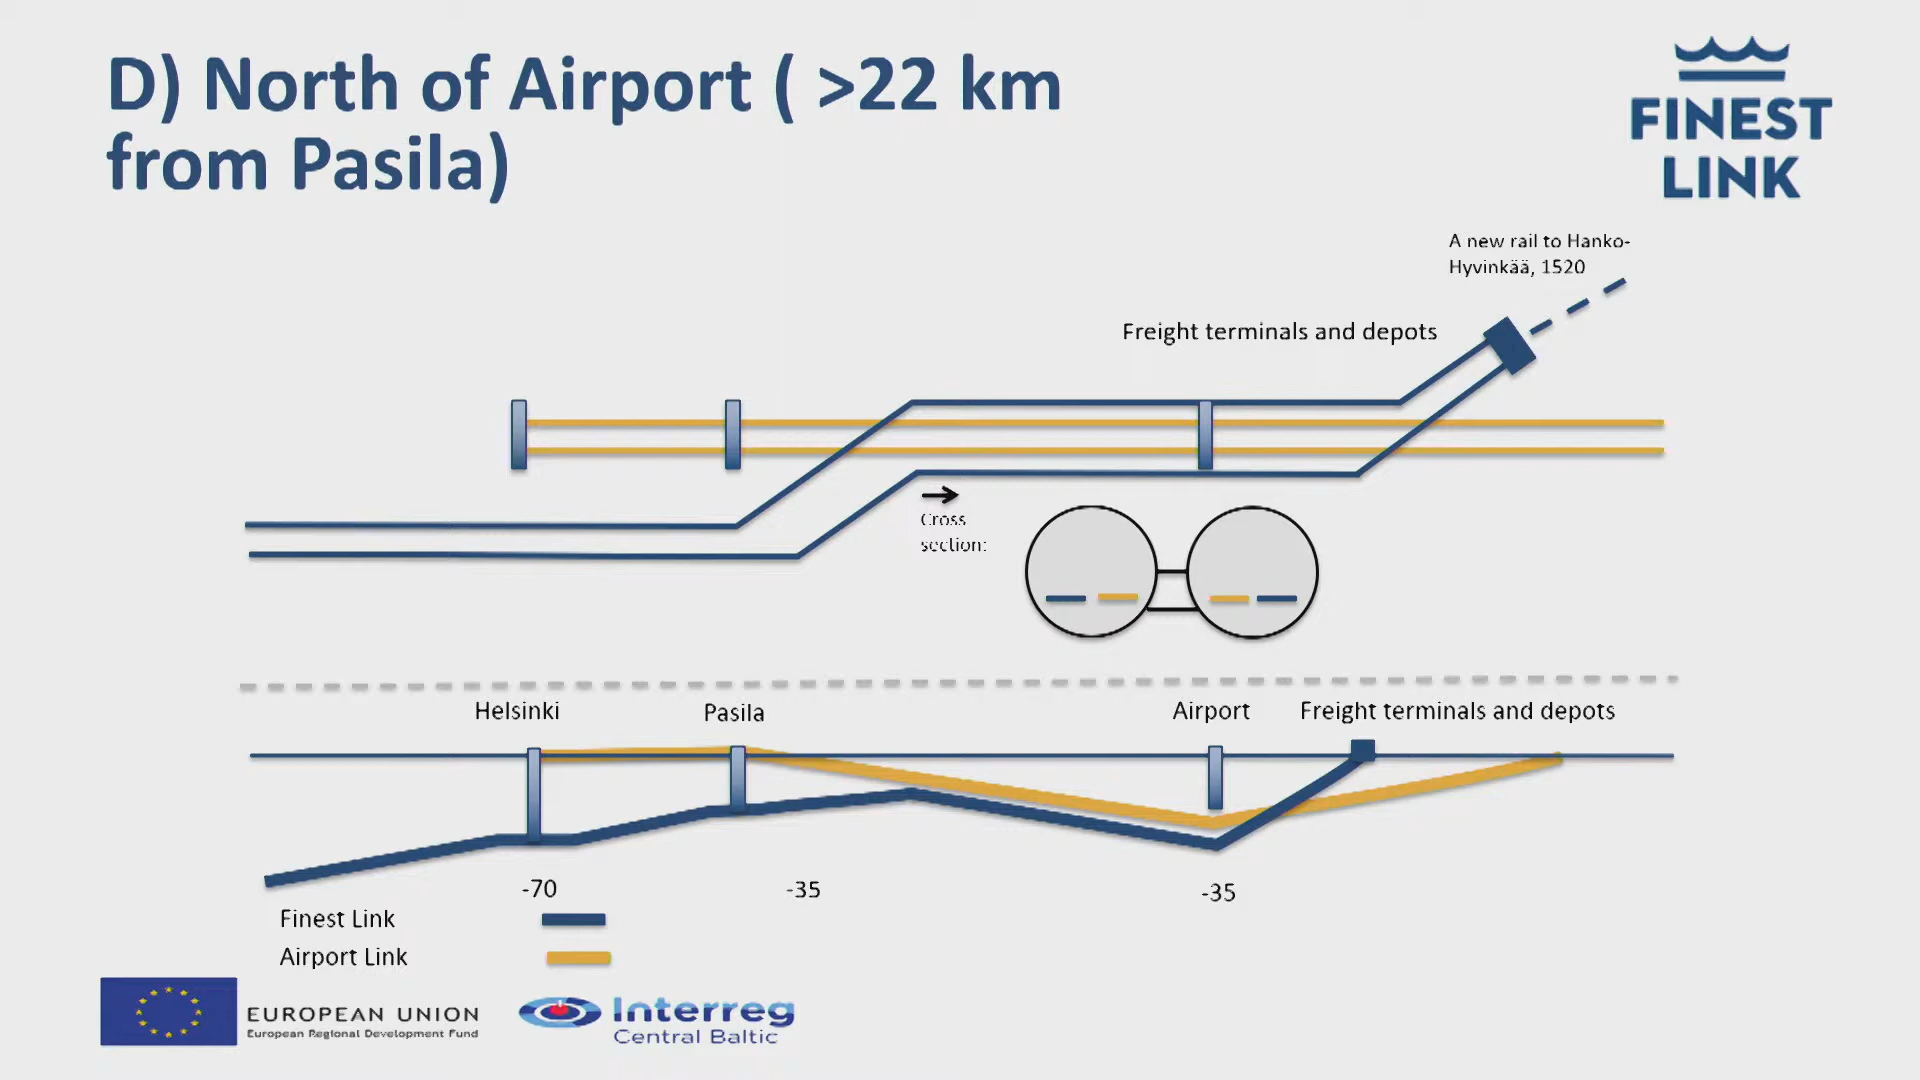 D) North of Airport ( >22 km
from Pasila)
FINEST
LINK
A new rail to Hanko-
Hyvinkää, 1520
Freight terminals and depots
Cross
section:
Helsinki
Pasila
Airport
Freight terminals and depots
-70
-35
-35
Finest Link
Airport Link
EUROPEAN UNION
European Regional Development Fund
Interreg
Central Baltic